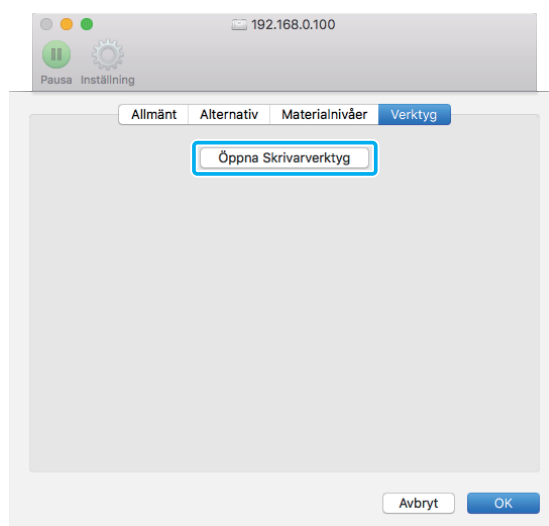 192.168.0.100
Pausa Inställning
Allmänt Alternativ Materialnivåer Verktyg
Öppna Skrivarverktyg
Avbryt OK